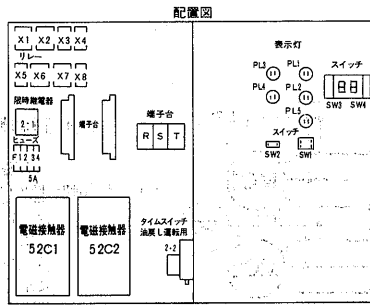 配置図
X1 X2 X3 X4
リレー
X5 X6 X7 X8
限時継電器
2-1
ヒューズ
F1 2 3 4
5A
端子台
端子台
R S T
電磁接触器
52C1
電磁接触器
52C2
タイムスイッチ
油戻し運転用
2-2
表示灯
PL3 PL1
PL4 PL2
PL5
スイッチ
SW3 SW4
スイッチ
SW2 SW1